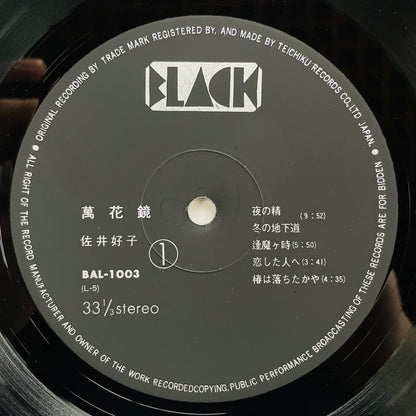 • ORIGINAL RECORDING BY TRADE MARK REGISTERED BY, AND MADE BY TEICHIKU RECORDS CO,LTD JAPAN. •
BLACK
萬花鏡
佐井好子
①
BAL-1003
(L-5)
33 1/3 stereo
夜の精 (9:52)
冬の地下道
逢魔ヶ時(5:50)
恋した人へ(3:41)
椿は落ちたかや(4:35)
• ALL RIGHT OF THE RECORD MANUFACTURER AND OWNER OF THE WORK RECORDEDCOPYING.PUBLIC PERFORMANCE BROADCASTING OF THESE RECORDS ARE FOR BIDDEN